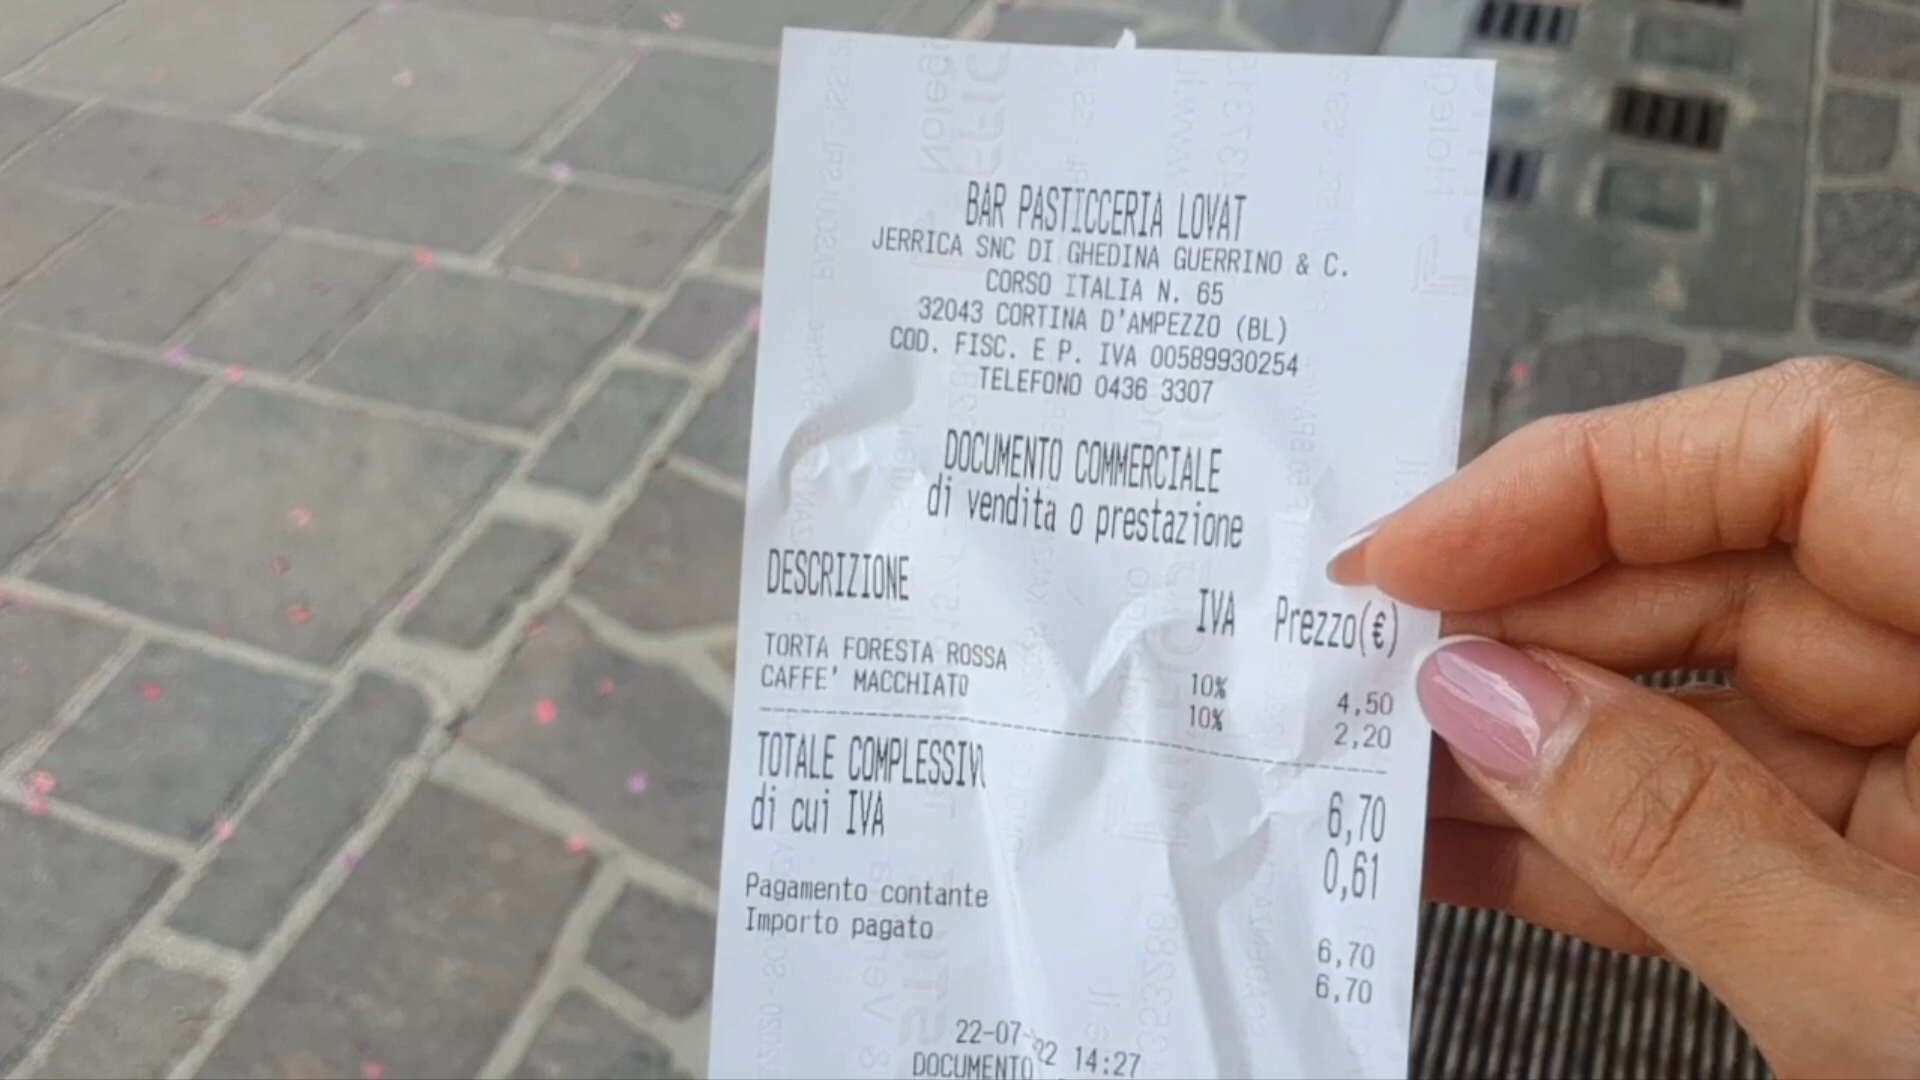 BAR PASTICCERIA LOVAT
JERRICA SNC DI GHEDINA GUERRINO & C.
CORSO ITALIA N. 65
32043 CORTINA D'AMPEZZO (BL)
COD. FISC. E P. IVA 00589930254
TELEFONO 0436 3307
DOCUMENTO COMMERCIALE
di vendita o prestazione
DESCRIZIONE IVA Prezzo(€)
TORTA FORESTA ROSSA 10% 4,50
CAFFE' MACCHIATO 10% 2,20
TOTALE COMPLESSIVO 6,70
di cui IVA 0,61
Pagamento contante 6,70
Importo pagato 6,70
22-07-22 14:27
DOCUMENTO